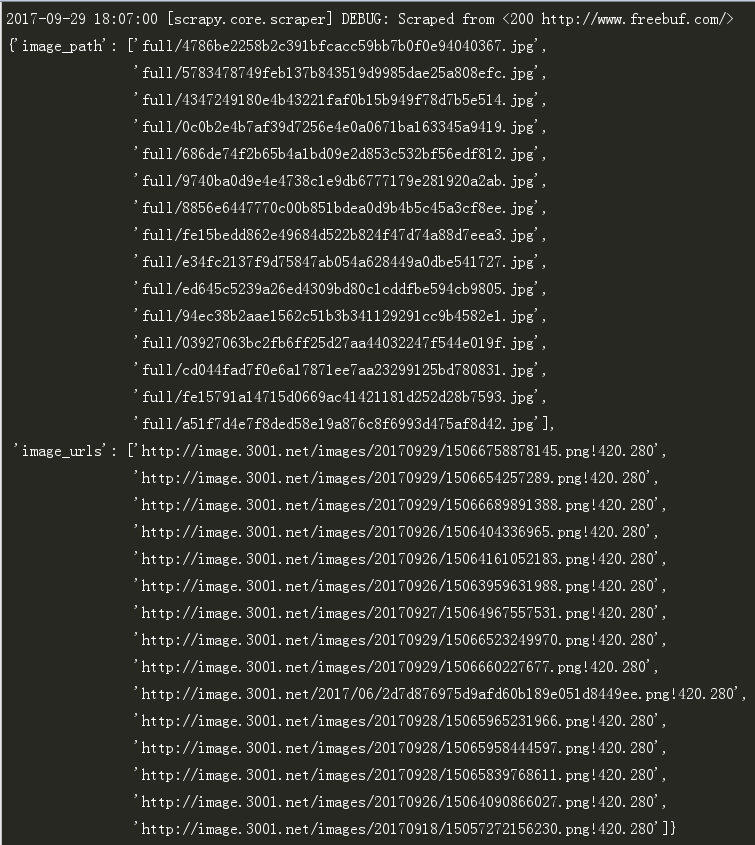 2017-09-29 18:07:00 [scrapy.core.scraper] DEBUG: Scraped from <200 http://www.freebuf.com/>
{'image_path': ['full/4786be2258b2c391bfcacc59bb7b0f0e94040367.jpg',
'full/5783478749feb137b843519d9985dae25a808efc.jpg',
'full/4347249180e4b43221faf0b15b949f78d7b5e514.jpg',
'full/0c0b2e4b7af39d7256e4e0a0671ba163345a9419.jpg',
'full/686de74f2b65b4a1bd09e2d853c532bf56edf812.jpg',
'full/9740ba0d9e4e4738c1e9db6777179e281920a2ab.jpg',
'full/8856e6447770c00b851bdea0d9b4b5c45a3cf8ee.jpg',
'full/fe15bedd862e49684d522b824f47d74a88d7eea3.jpg',
'full/e34fc2137f9d75847ab054a628449a0dbe541727.jpg',
'full/ed645c5239a26ed4309bd80c1cddfbe594cb9805.jpg',
'full/94ec38b2aae1562c51b3b341129291cc9b4582e1.jpg',
'full/03927063bc2fb6ff25d27aa44032247f544e019f.jpg',
'full/cd044fad7f0e6a17871ee7aa23299125bd780831.jpg',
'full/fe15791a14715d0669ac41421181d252d28b7593.jpg',
'full/a51f7d4e7f8ded58e19a876c8f6993d475af8d42.jpg'],
'image_urls': ['http://image.3001.net/images/20170929/15066758878145.png!420.280',
'http://image.3001.net/images/20170929/1506654257289.png!420.280',
'http://image.3001.net/images/20170929/15066689891388.png!420.280',
'http://image.3001.net/images/20170926/1506404336965.png!420.280',
'http://image.3001.net/images/20170926/15064161052183.png!420.280',
'http://image.3001.net/images/20170926/15063959631988.png!420.280',
'http://image.3001.net/images/20170927/15064967557531.png!420.280',
'http://image.3001.net/images/20170929/15066523249970.png!420.280',
'http://image.3001.net/images/20170929/1506660227677.png!420.280',
'http://image.3001.net/2017/06/2d7d876975d9afd60b189e051d8449ee.png!420.280',
'http://image.3001.net/images/20170928/15065965231966.png!420.280',
'http://image.3001.net/images/20170928/15065958444597.png!420.280',
'http://image.3001.net/images/20170928/15065839768611.png!420.280',
'http://image.3001.net/images/20170926/15064090866027.png!420.280',
'http://image.3001.net/images/20170918/15057272156230.png!420.280']}